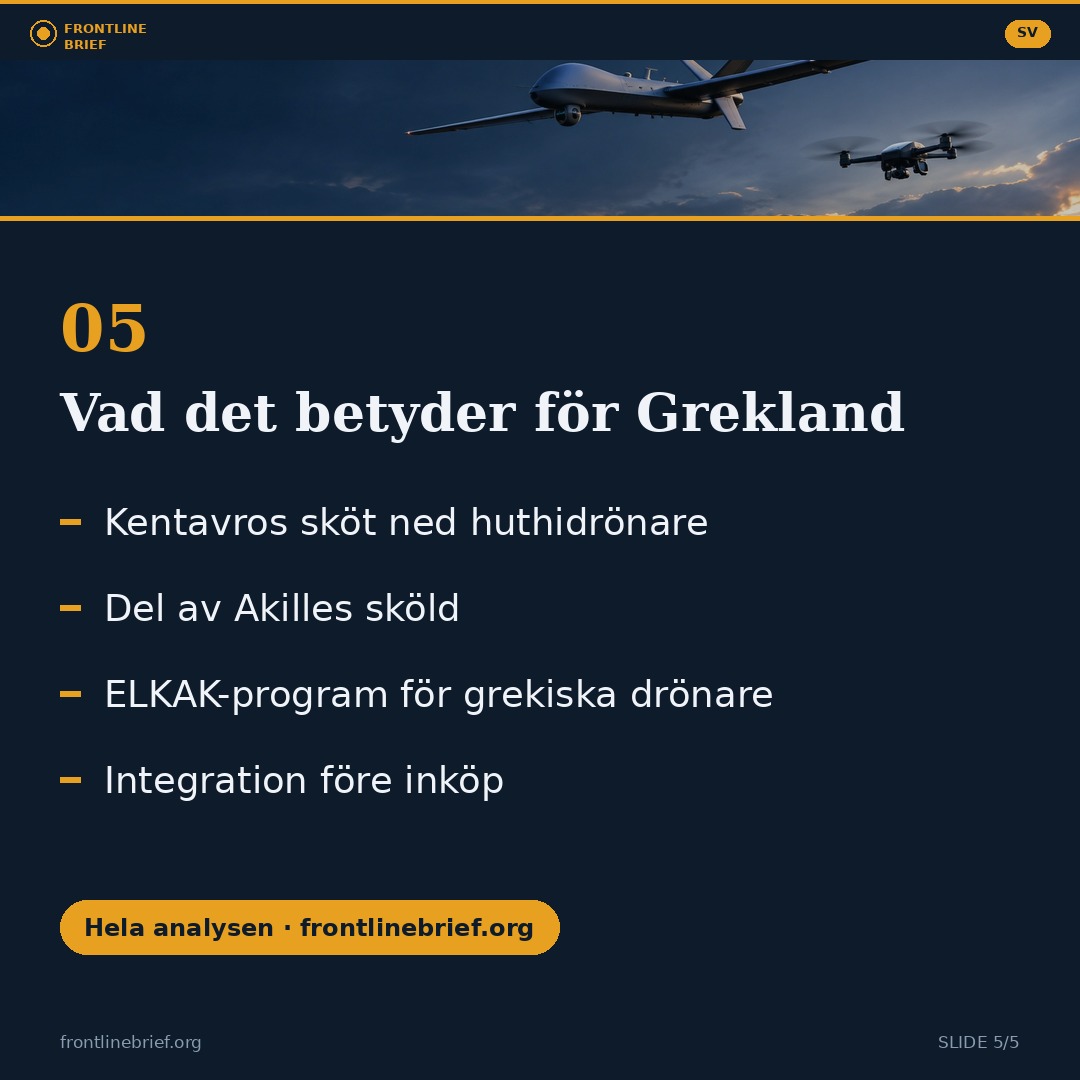 FRONTLINE
BRIEF
SV
05
Vad det betyder för Grekland
Kentavros sköt ned huthidrönare
Del av Akilles sköld
ELKAK-program för grekiska drönare
Integration före inköp
Hela analysen · frontlinebrief.org
frontlinebrief.org
SLIDE 5/5